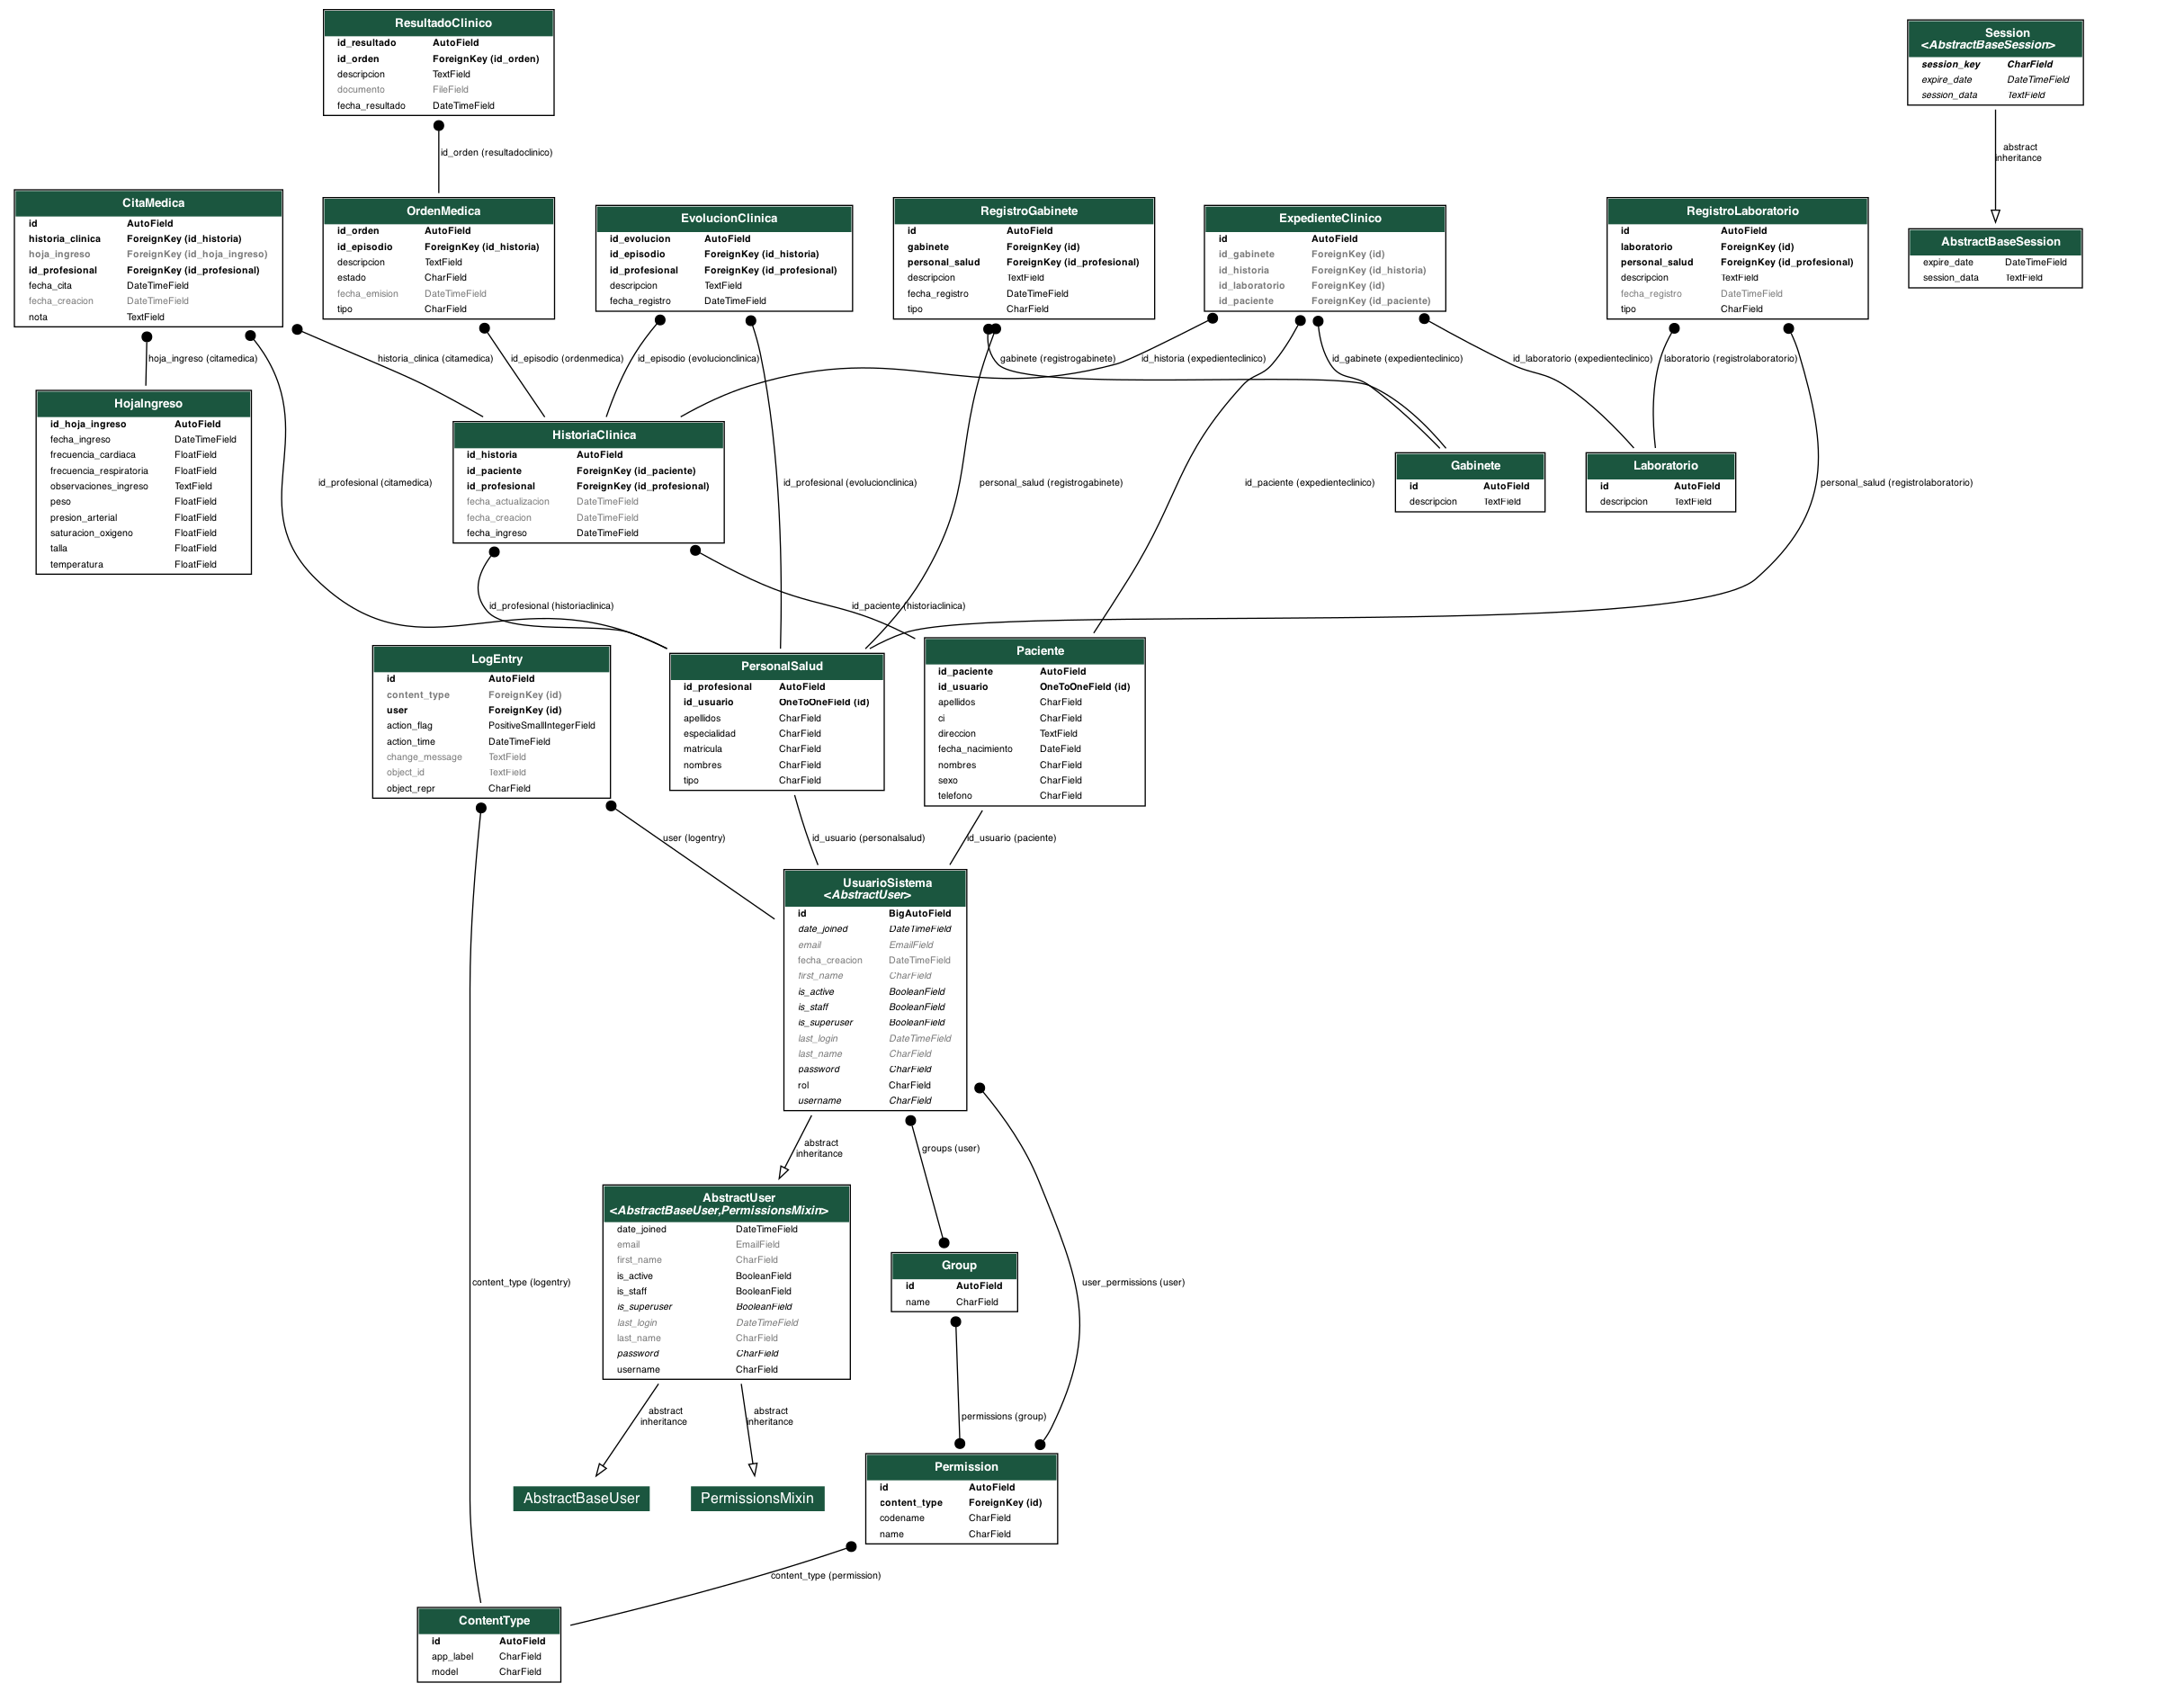 ResultadoClinico
id_resultado AutoField
id_orden ForeignKey (id_orden)
descripcion TextField
documento FileField
fecha_resultado DateTimeField
Session
<AbstractBaseSession>
session_key CharField
expire_date DateTimeField
session_data TextField
id_orden (resultadoclinico)
abstract
inheritance
CitaMedica
id AutoField
historia_clinica ForeignKey (id_historia)
hoja_ingreso ForeignKey (id_hoja_ingreso)
id_profesional ForeignKey (id_profesional)
fecha_cita DateTimeField
fecha_creacion DateTimeField
nota TextField
OrdenMedica
id_orden AutoField
id_episodio ForeignKey (id_historia)
descripcion TextField
estado CharField
fecha_emision DateTimeField
tipo CharField
EvolucionClinica
id_evolucion AutoField
id_episodio ForeignKey (id_historia)
id_profesional ForeignKey (id_profesional)
descripcion TextField
fecha_registro DateTimeField
RegistroGabinete
id AutoField
gabinete ForeignKey (id)
personal_salud ForeignKey (id_profesional)
descripcion TextField
fecha_registro DateTimeField
tipo CharField
ExpedienteClinico
id AutoField
id_gabinete ForeignKey (id)
id_historia ForeignKey (id_historia)
id_laboratorio ForeignKey (id)
id_paciente ForeignKey (id_paciente)
RegistroLaboratorio
id AutoField
laboratorio ForeignKey (id)
personal_salud ForeignKey (id_profesional)
descripcion TextField
fecha_registro DateTimeField
tipo CharField
AbstractBaseSession
expire_date DateTimeField
session_data TextField
hoja_ingreso (citamedica)
historia_clinica (citamedica)
id_episodio (ordenmedica)
id_episodio (evolucionclinica)
gabinete (registrogabinete)
id_historia (expedienteclinico)
id_gabinete (expedienteclinico)
id_laboratorio (expedienteclinico)
laboratorio (registrolaboratorio)
HojaIngreso
id_hoja_ingreso AutoField
fecha_ingreso DateTimeField
frecuencia_cardiaca FloatField
frecuencia_respiratoria FloatField
observaciones_ingreso TextField
peso FloatField
presion_arterial FloatField
saturacion_oxigeno FloatField
talla FloatField
temperatura FloatField
HistoriaClinica
id_historia AutoField
id_paciente ForeignKey (id_paciente)
id_profesional ForeignKey (id_profesional)
fecha_actualizacion DateTimeField
fecha_creacion DateTimeField
fecha_ingreso DateTimeField
Gabinete
id AutoField
descripcion TextField
Laboratorio
id AutoField
descripcion TextField
id_profesional (citamedica)
id_profesional (evolucionclinica)
personal_salud (registrogabinete)
id_paciente (expedienteclinico)
personal_salud (registrolaboratorio)
id_profesional (historiaclinica)
id_paciente (historiaclinica)
LogEntry
id AutoField
content_type ForeignKey (id)
user ForeignKey (id)
action_flag PositiveSmallIntegerField
action_time DateTimeField
change_message TextField
object_id TextField
object_repr CharField
PersonalSalud
id_profesional AutoField
id_usuario OneToOneField (id)
apellidos CharField
especialidad CharField
matricula CharField
nombres CharField
tipo CharField
Paciente
id_paciente AutoField
id_usuario OneToOneField (id)
apellidos CharField
ci CharField
direccion TextField
fecha_nacimiento DateField
nombres CharField
sexo CharField
telefono CharField
user (logentry)
id_usuario (personalsalud)
id_usuario (paciente)
UsuarioSistema
<AbstractUser>
id BigAutoField
date_joined DateTimeField
email EmailField
fecha_creacion DateTimeField
first_name CharField
is_active BooleanField
is_staff BooleanField
is_superuser BooleanField
last_login DateTimeField
last_name CharField
password CharField
rol CharField
username CharField
abstract
inheritance
groups (user)
AbstractUser
<AbstractBaseUser,PermissionsMixin>
date_joined DateTimeField
email EmailField
first_name CharField
is_active BooleanField
is_staff BooleanField
is_superuser BooleanField
last_login DateTimeField
last_name CharField
password CharField
username CharField
Group
id AutoField
name CharField
content_type (logentry)
user_permissions (user)
abstract
inheritance
abstract
inheritance
permissions (group)
AbstractBaseUser
PermissionsMixin
Permission
id AutoField
content_type ForeignKey (id)
codename CharField
name CharField
content_type (permission)
ContentType
id AutoField
app_label CharField
model CharField